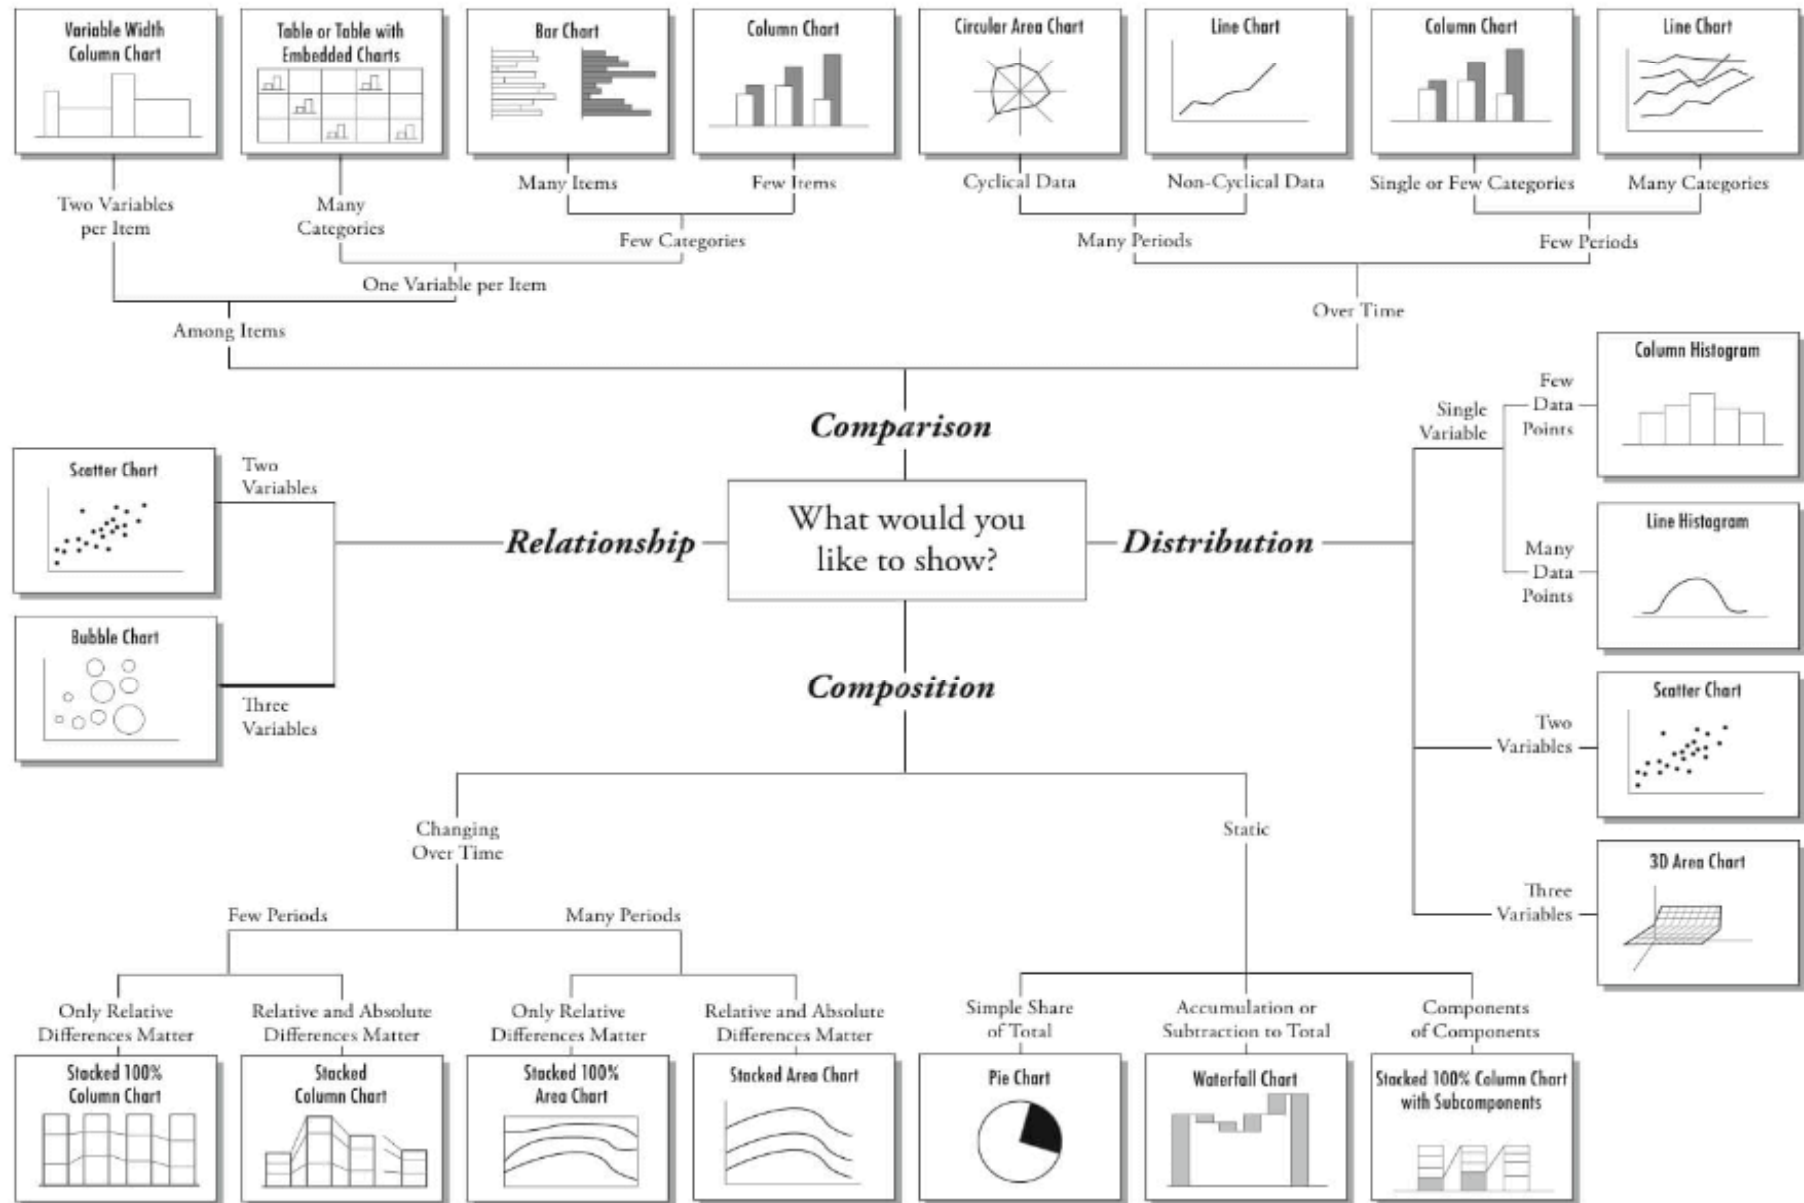 Variable Width
Column Chart
Table or Table with
Embedded Charts
Bar Chart
Column Chart
Circular Area Chart
Line Chart
Column Chart
Line Chart
Two Variables
per Item
Many
Categories
Many Items
Few Items
Cyclical Data
Non-Cyclical Data
Single or Few Categories
Many Categories
Few Categories
Many Periods
Few Periods
One Variable per Item
Among Items
Over Time
Comparison
What would you
like to show?
Relationship
Two
Variables
Scatter Chart
Three
Variables
Bubble Chart
Distribution
Single
Variable
Few
Data
Points
Column Histogram
Many
Data
Points
Line Histogram
Two
Variables
Scatter Chart
Three
Variables
3D Area Chart
Composition
Changing
Over Time
Static
Few Periods
Many Periods
Only Relative
Differences Matter
Relative and Absolute
Differences Matter
Only Relative
Differences Matter
Relative and Absolute
Differences Matter
Simple Share
of Total
Accumulation or
Subtraction to Total
Components
of Components
Stacked 100%
Column Chart
Stacked
Column Chart
Stacked 100%
Area Chart
Stacked Area Chart
Pie Chart
Waterfall Chart
Stacked 100% Column Chart
with Subcomponents